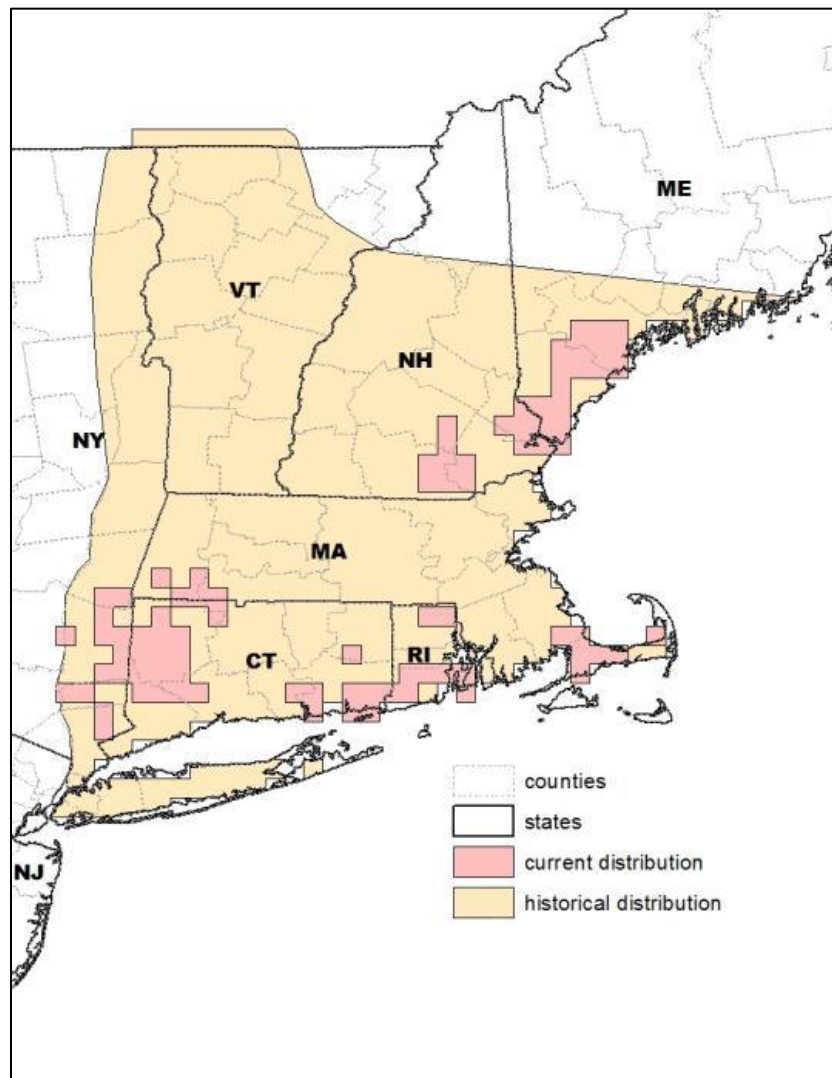 ME
VT
NH
NY
MA
CT
RI
counties
states
current distribution
NJ
historical distribution